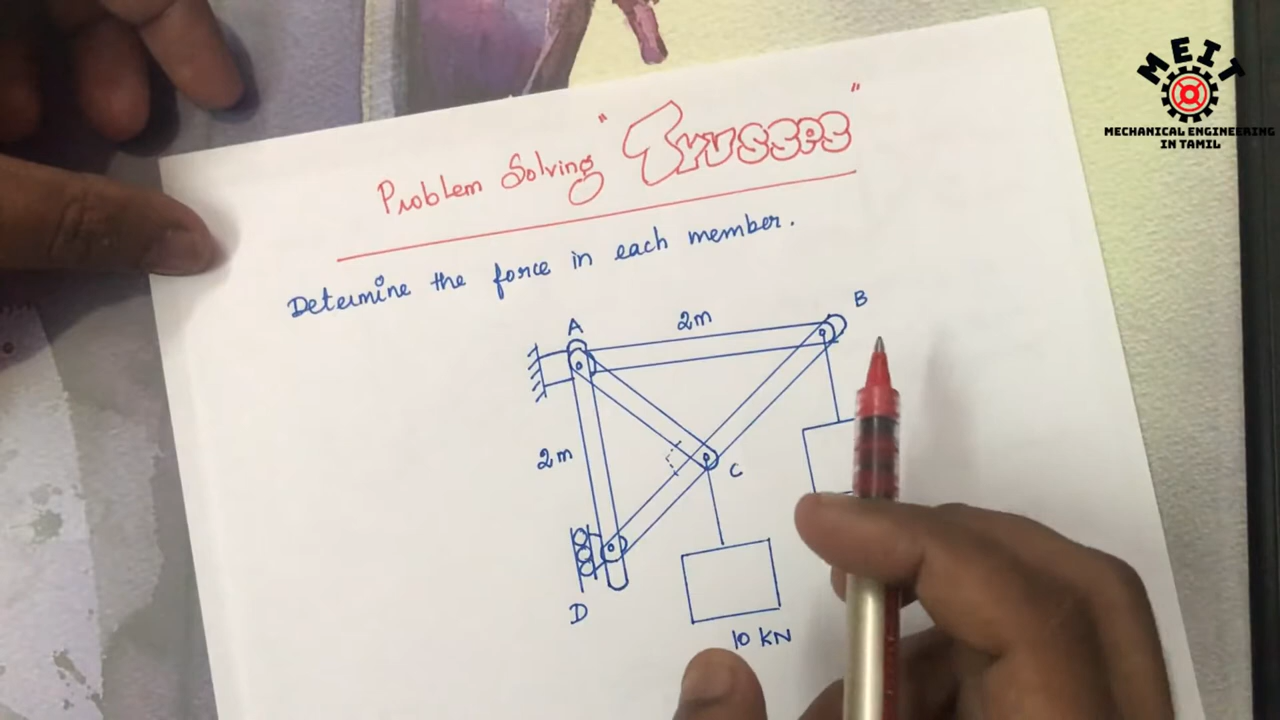 MEIT
MECHANICAL ENGINEERING
IN TAMIL
Problem Solving "Trusses"
Determine the force in each member.
A
2m
B
2m
C
D
10 KN